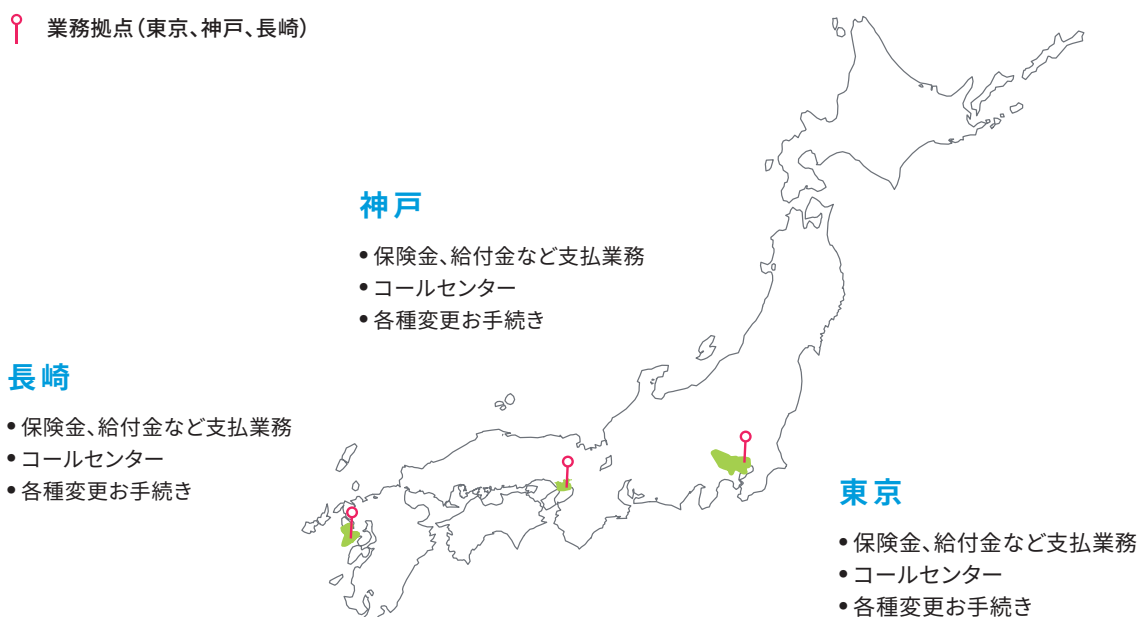 業務拠点（東京、神戸、長崎）
神戸
• 保険金、給付金など支払業務
• コールセンター
• 各種変更お手続き
長崎
• 保険金、給付金など支払業務
• コールセンター
• 各種変更お手続き
東京
• 保険金、給付金など支払業務
• コールセンター
• 各種変更お手続き